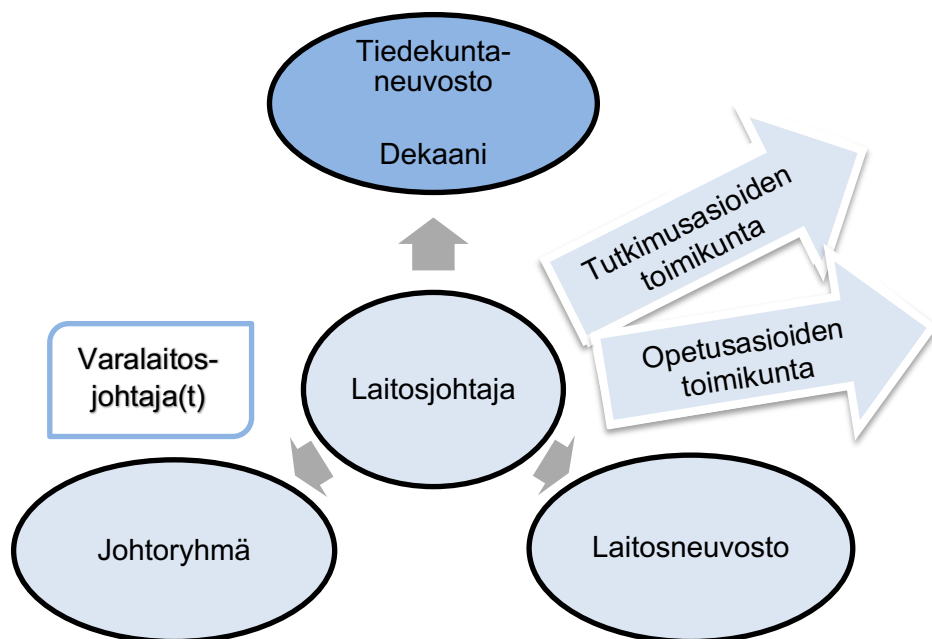 Tiedekunta-
neuvosto
Dekaani
Tutkimusasioiden
toimikunta
Opetusasioiden
toimikunta
Varalaitos-
johtaja(t)
Laitosjohtaja
Johtoryhmä
Laitosneuvosto